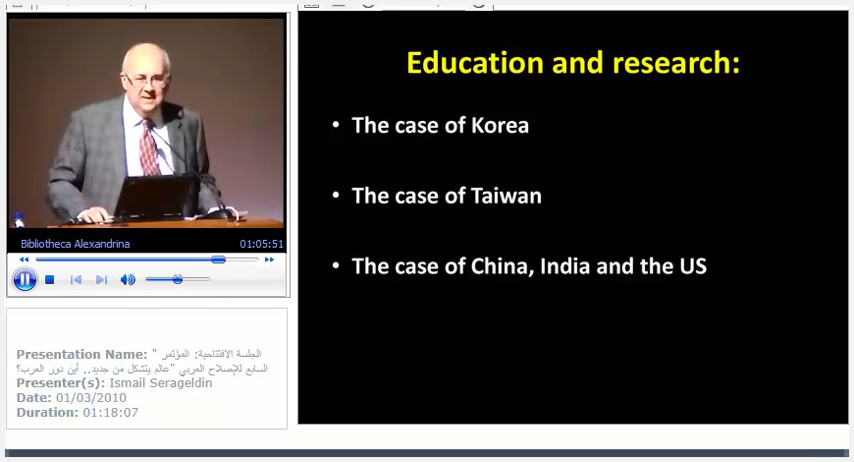 Education and research:
• The case of Korea
• The case of Taiwan
• The case of China, India and the US
Bibliotheca Alexandrina 01:05:51
Presentation Name: " الجلسة الافتتاحية: المؤتمر
السابع للإصلاح العربي "عالم يتشكل من جديد.. أين دور العرب؟
Presenter(s): Ismail Serageldin
Date: 01/03/2010
Duration: 01:18:07